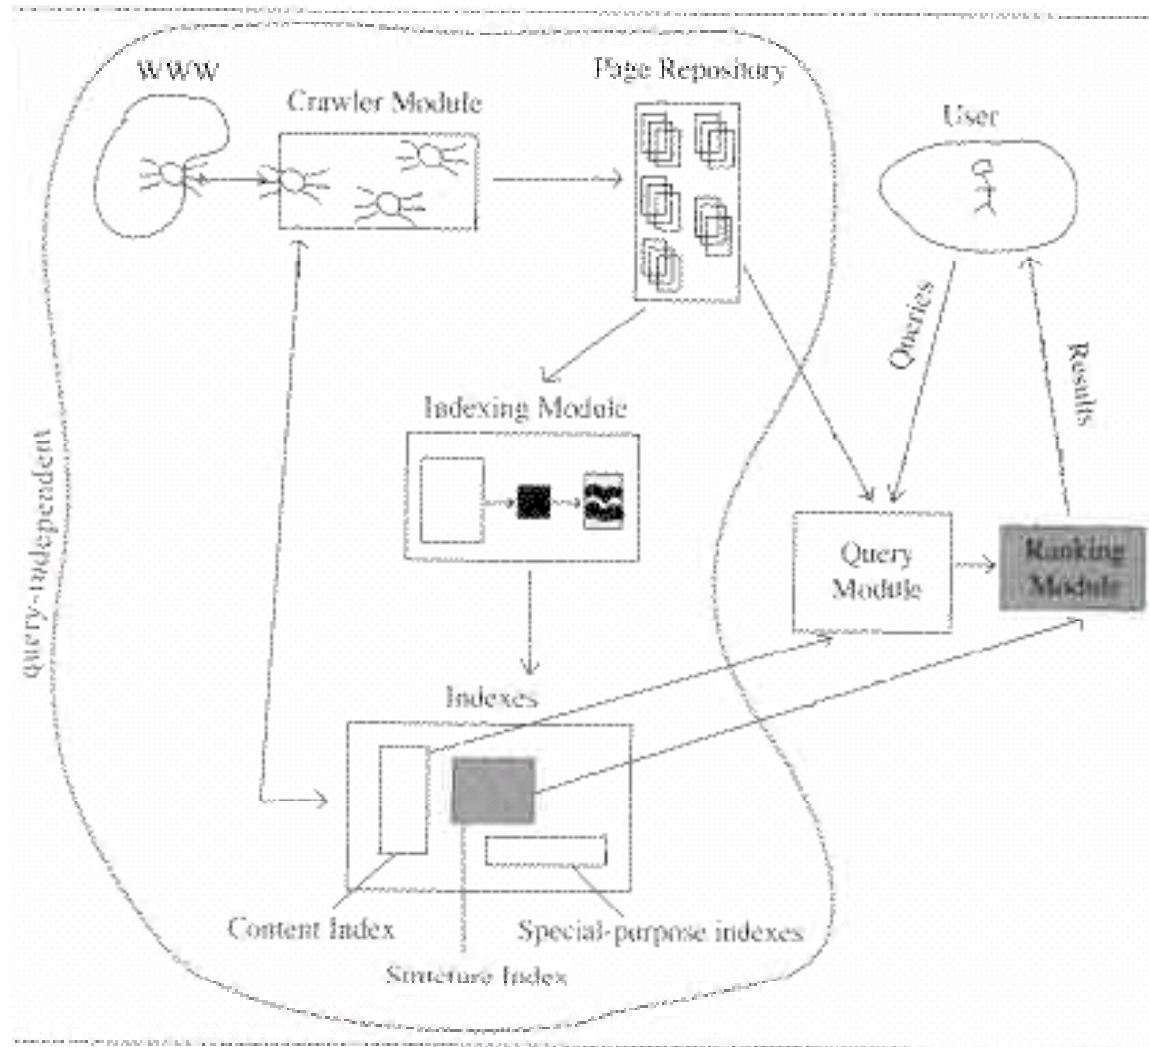 WWW
Crawler Module
Page Repository
User
Queries
Results
Indexing Module
query-independent
Query
Module
Ranking
Module
Indexes
Content Index
Special-purpose indexes
Structure Index